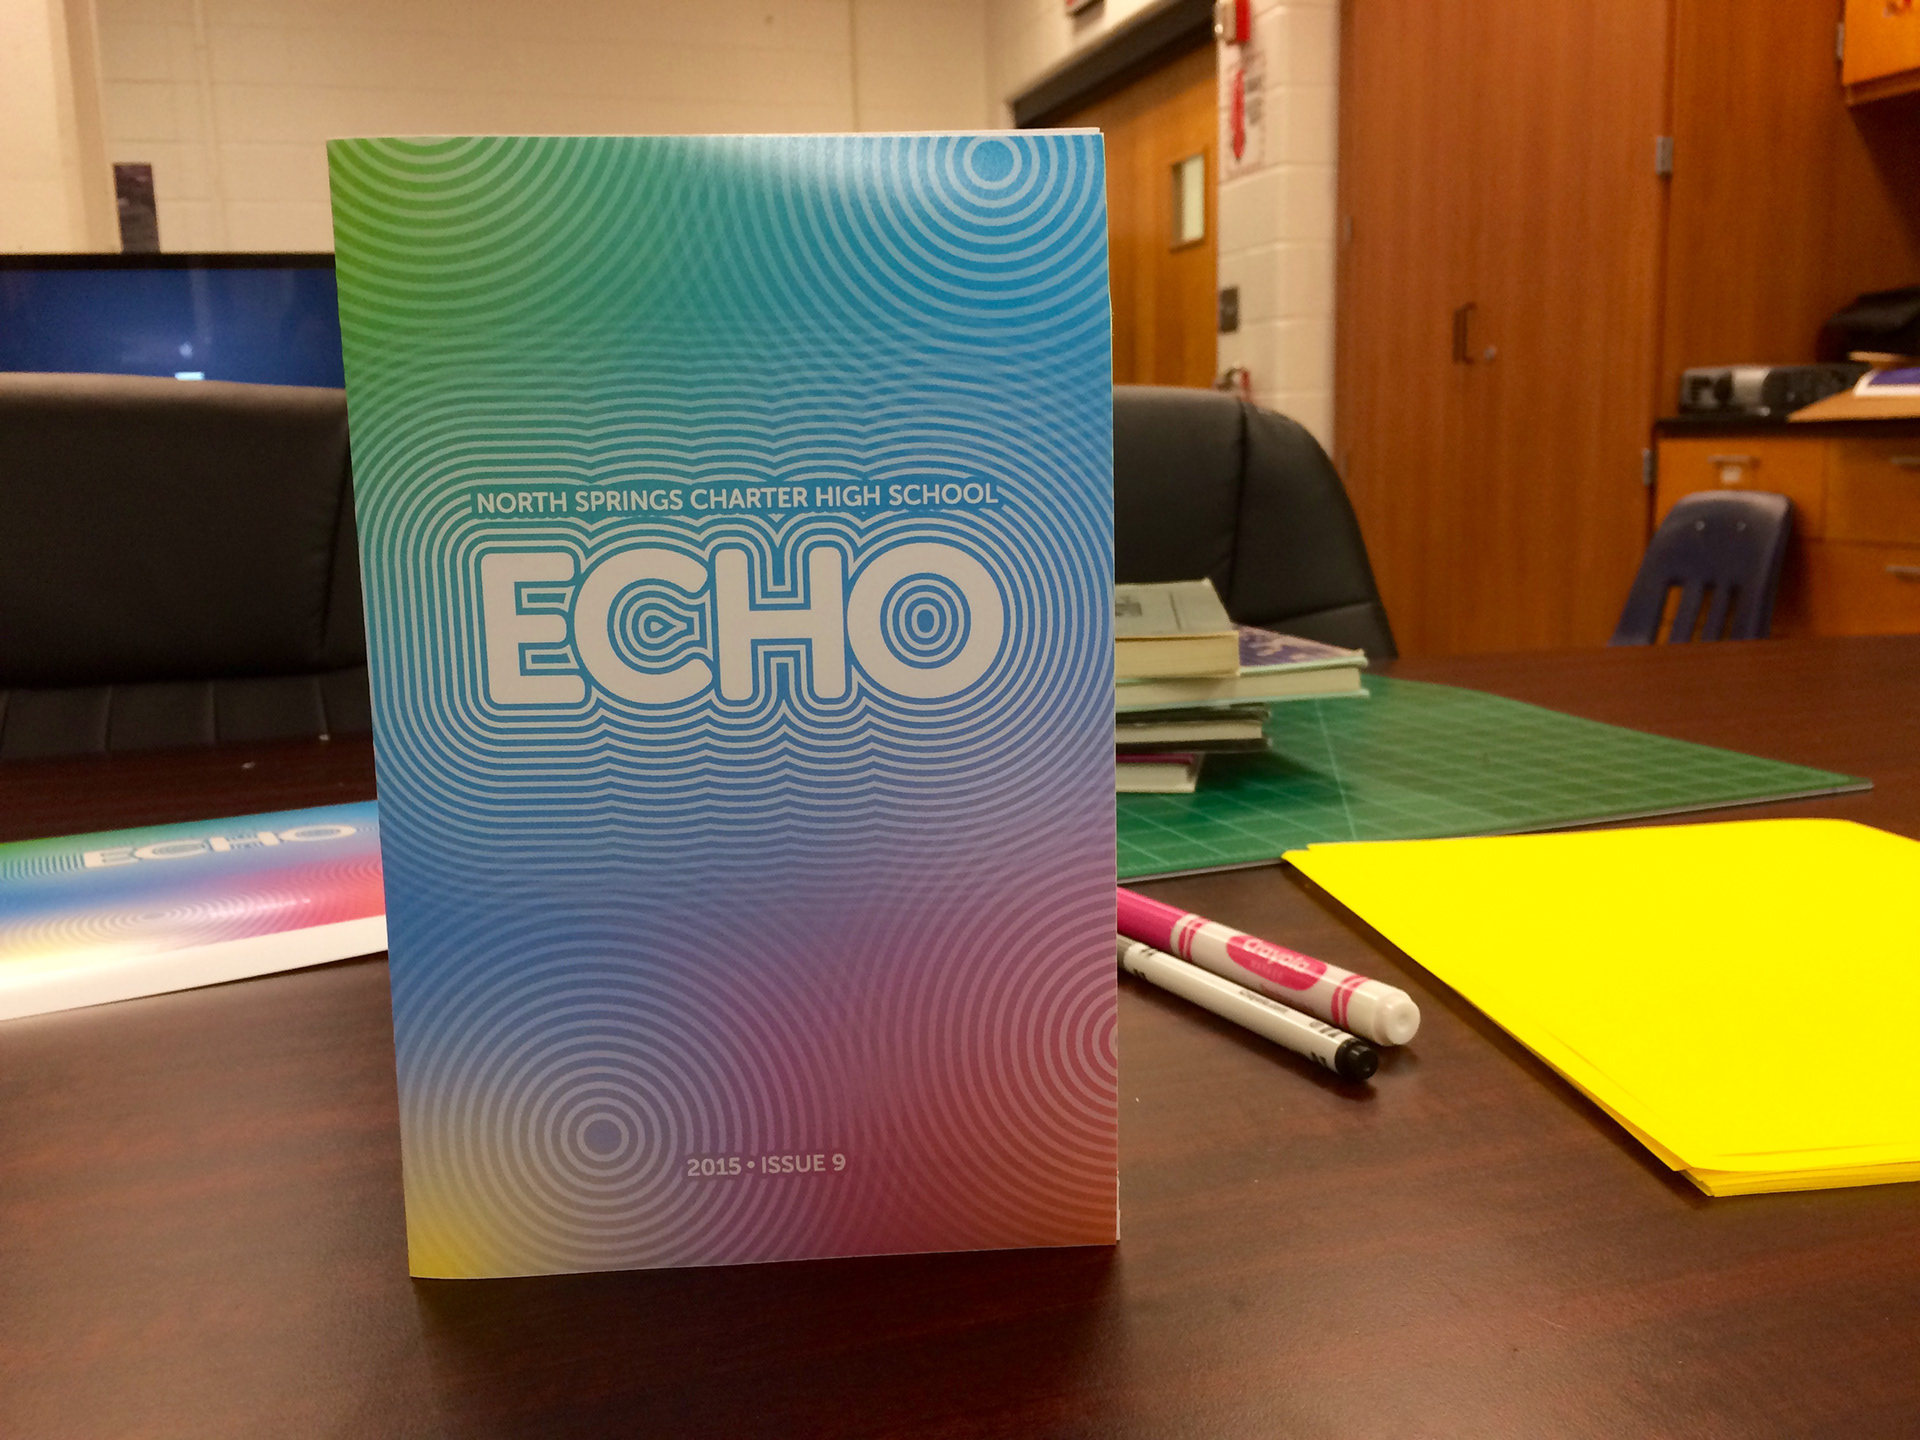 NORTH SPRINGS CHARTER HIGH SCHOOL
ECHO
2015 • ISSUE 9
ECHO
Crayola